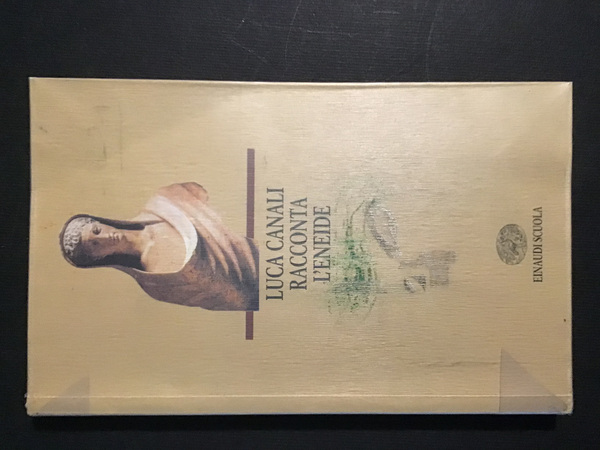 LUCA CANALI
RACCONTA
L'ENEIDE
EINAUDI SCUOLA